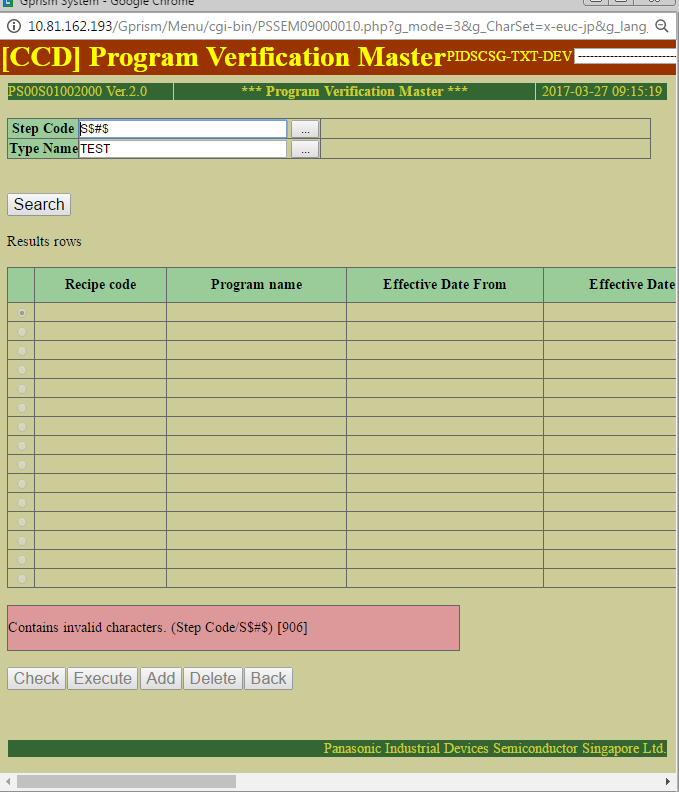 Gprism System - Google Chrome
10.81.162.193/Gprism/Menu/cgi-bin/PSSEM09000010.php?g_mode=3&g_CharSet=x-euc-jp&g_lang_
[CCD] Program Verification Master PIDSCSG-TXT-DEV ------------------------
PS00S01002000 Ver.2.0 *** Program Verification Master *** 2017-03-27 09:15:19
Step Code S$#$ ...
Type Name TEST ...
Search
Results rows
Recipe code Program name Effective Date From Effective Date
Contains invalid characters. (Step Code/S$#$) [906]
Check Execute Add Delete Back
Panasonic Industrial Devices Semiconductor Singapore Ltd.